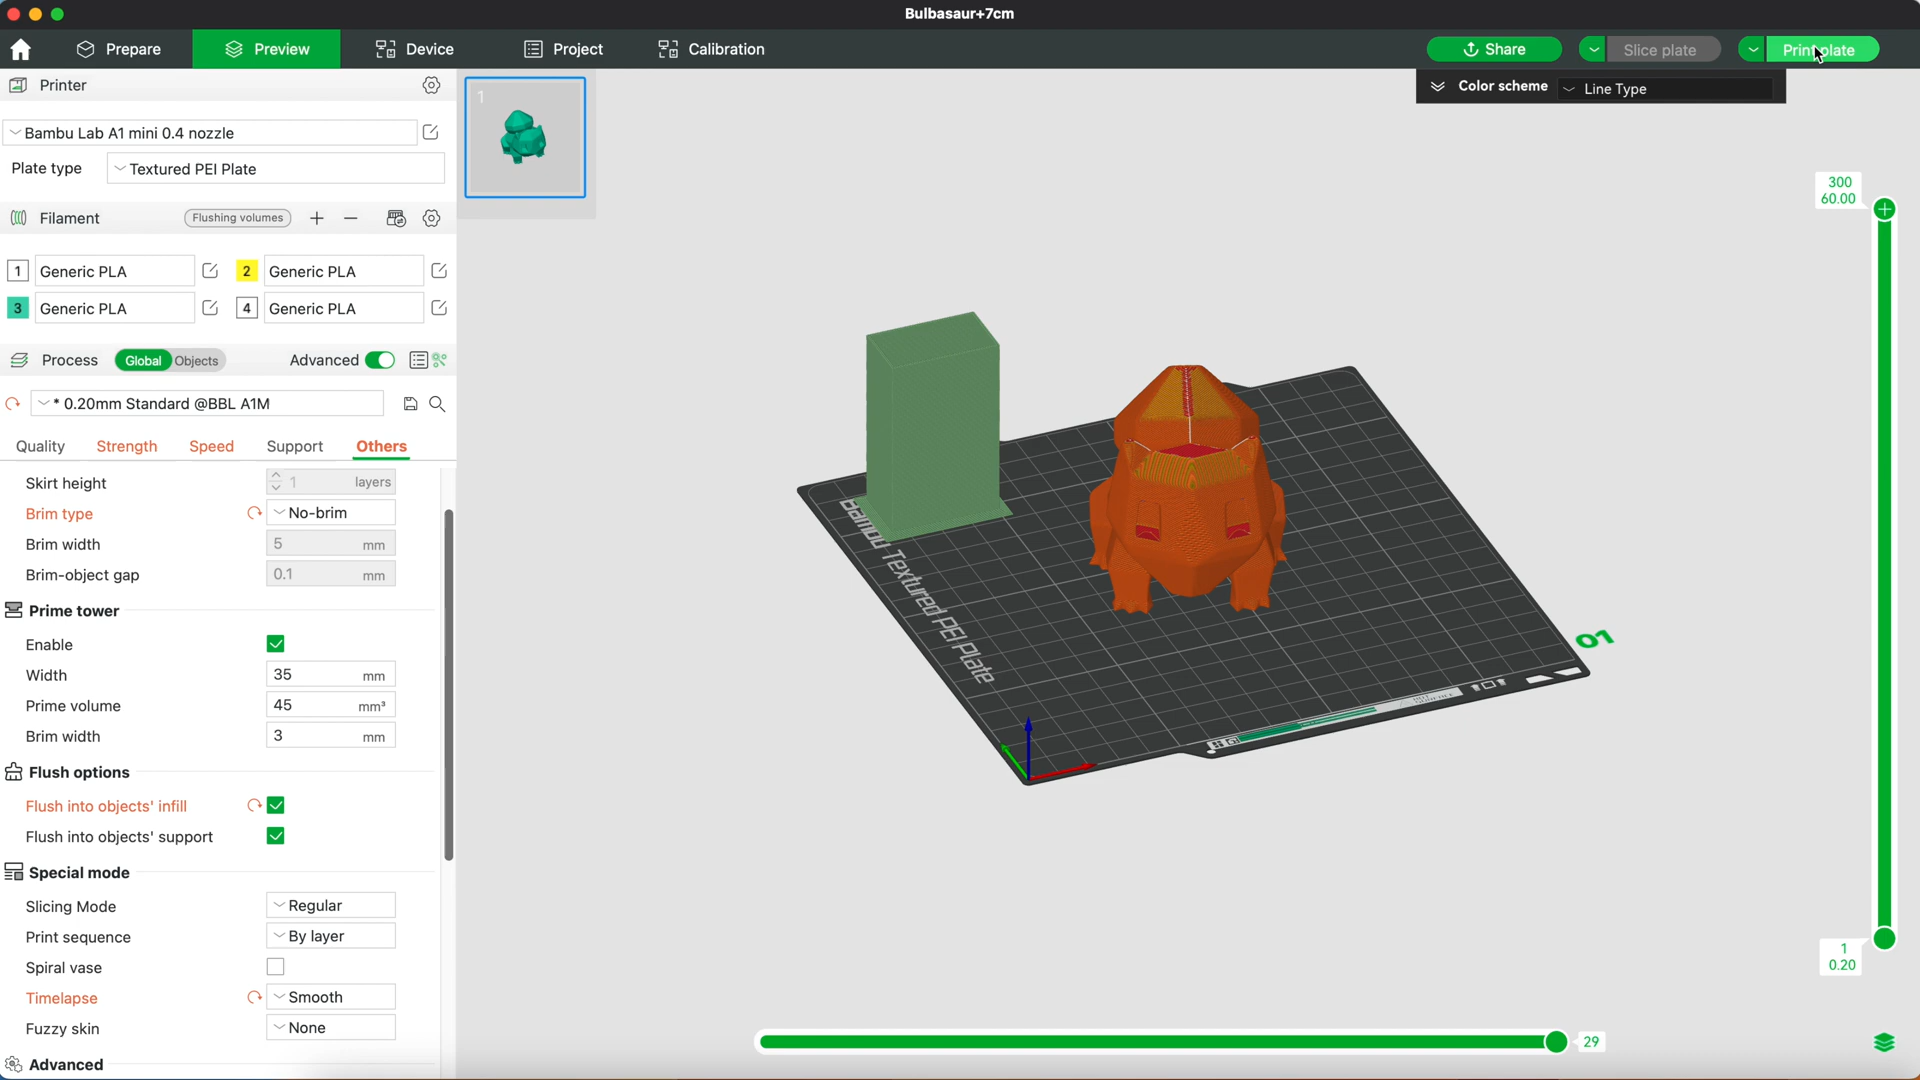 Bulbasaur+7cm
Prepare
Preview
Device
Project
Calibration
Share
Slice plate
Print plate
Printer
Color scheme
Line Type
Bambu Lab A1 mini 0.4 nozzle
Plate type
Textured PEI Plate
Filament
Flushing volumes
1
Generic PLA
2
Generic PLA
3
Generic PLA
4
Generic PLA
Process
Global
Objects
Advanced
* 0.20mm Standard @BBL A1M
Quality
Strength
Speed
Support
Others
Skirt height
1
layers
Brim type
No-brim
Brim width
5
mm
Brim-object gap
0.1
mm
Prime tower
Enable
Width
35
mm
Prime volume
45
mm³
Brim width
3
mm
Flush options
Flush into objects' infill
Flush into objects' support
Special mode
Slicing Mode
Regular
Print sequence
By layer
Spiral vase
Timelapse
Smooth
Fuzzy skin
None
Advanced
1
Bambu Textured PEI Plate
01
300
60.00
1
0.20
29